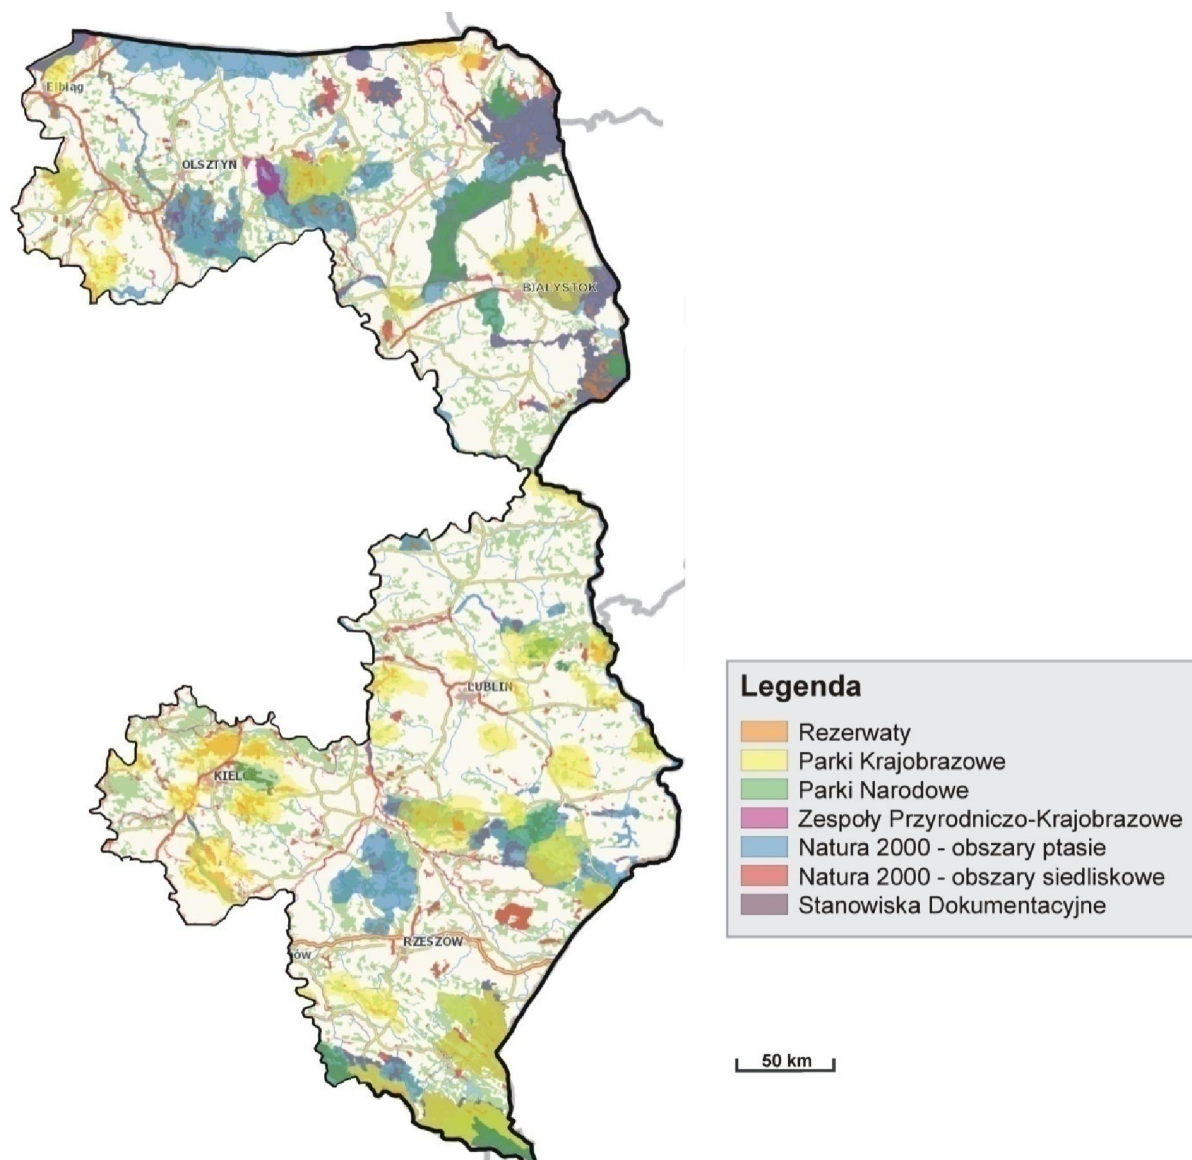 Elbląg
OLSZTYN
BIAŁYSTOK
LUBLIN
KIELC
RZESZÓW
ÓW
Legenda
Rezerwaty
Parki Krajobrazowe
Parki Narodowe
Zespoły Przyrodniczo-Krajobrazowe
Natura 2000 - obszary ptasie
Natura 2000 - obszary siedliskowe
Stanowiska Dokumentacyjne
50 km